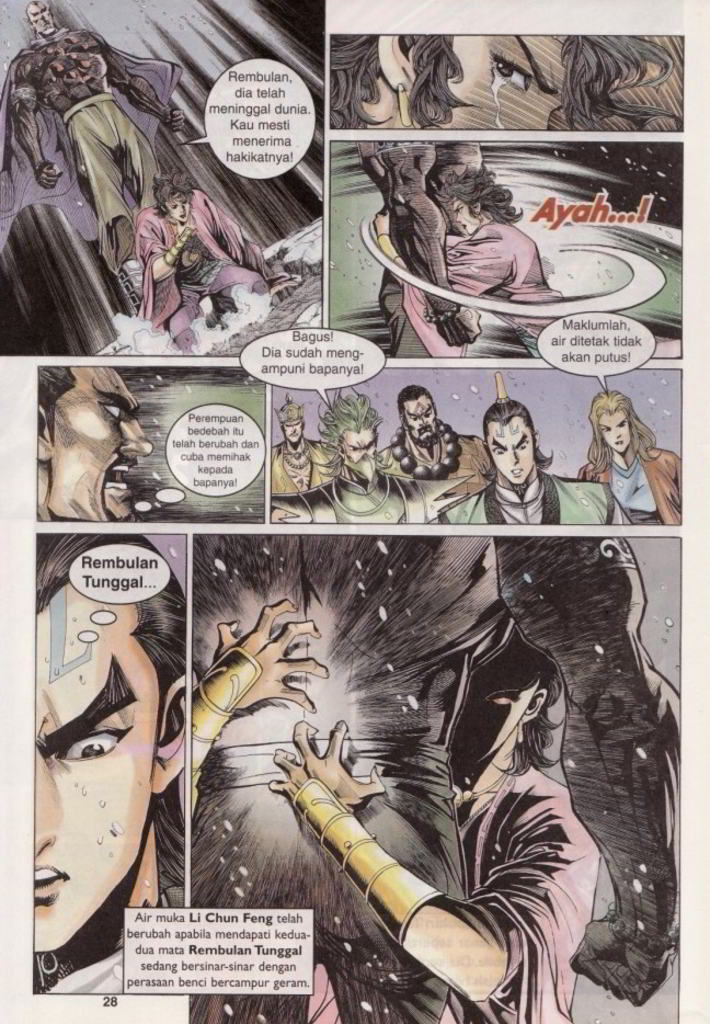 Rembulan,
dia telah
meninggal dunia.
Kau mesti
menerima
hakikatnya!
Ayah...!
Bagus!
Dia sudah meng-
ampuni bapanya!
Maklumlah,
air ditetak tidak
akan putus!
Perempuan
bedebah itu
telah berubah dan
cuba memihak
kepada
bapanya!
Rembulan
Tunggal...
Air muka Li Chun Feng telah
berubah apabila mendapati kedua-
dua mata Rembulan Tunggal
sedang bersinar-sinar dengan
perasaan benci bercampur geram.
28